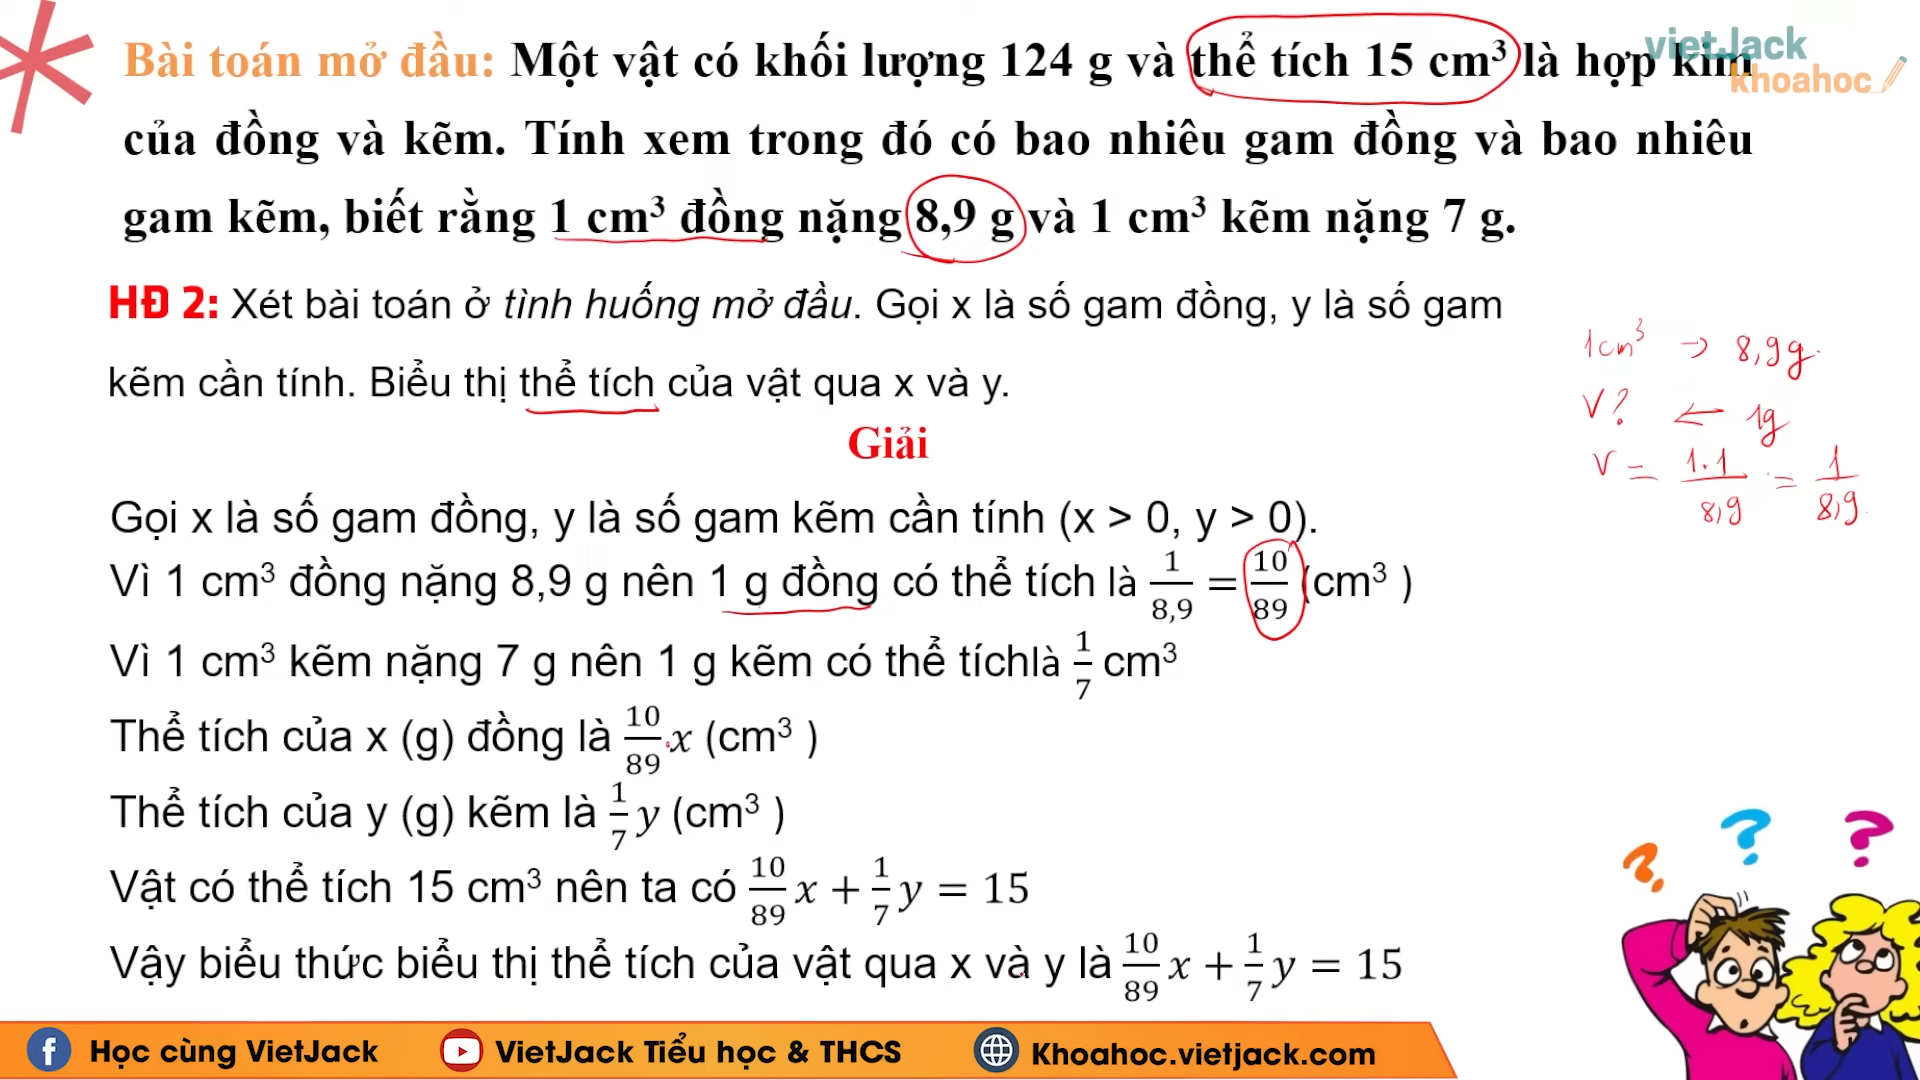 Bài toán mở đầu: Một vật có khối lượng 124 g và thể tích 15 cm³ là hợp kim
của đồng và kẽm. Tính xem trong đó có bao nhiêu gam đồng và bao nhiêu
gam kẽm, biết rằng 1 cm³ đồng nặng 8,9 g và 1 cm³ kẽm nặng 7 g.
vietJack
khoahoc
HĐ 2: Xét bài toán ở tình huống mở đầu. Gọi x là số gam đồng, y là số gam
kẽm cần tính. Biểu thị thể tích của vật qua x và y.
1cm³ → 8,9g
V? ← 1g
V = 1.1/8,9 = 1/8,9
Giải
Gọi x là số gam đồng, y là số gam kẽm cần tính (x > 0, y > 0).
Vì 1 cm³ đồng nặng 8,9 g nên 1 g đồng có thể tích là 1/8,9 = 10/89 (cm³ )
Vì 1 cm³ kẽm nặng 7 g nên 1 g kẽm có thể tíchlà 1/7 cm³
Thể tích của x (g) đồng là 10/89 . x (cm³ )
Thể tích của y (g) kẽm là 1/7 y (cm³ )
Vật có thể tích 15 cm³ nên ta có 10/89 x + 1/7 y = 15
Vậy biểu thức biểu thị thể tích của vật qua x và y là 10/89 x + 1/7 y = 15
? ? ?
f Học cùng VietJack VietJack Tiểu học & THCS Khoahoc.vietjack.com